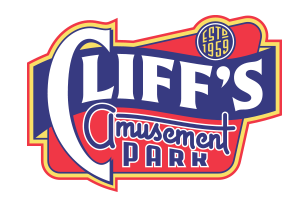 ESTD
1959
CLIFF'S
Amusement
PARK